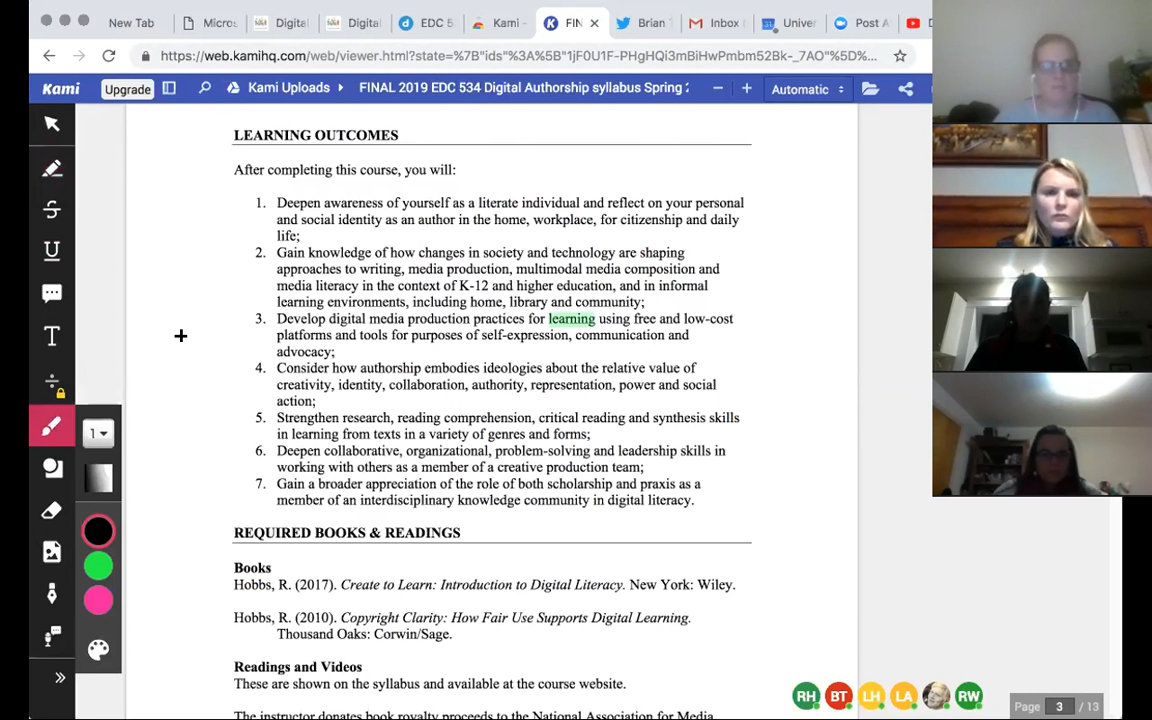 New Tab
Micros
Digital
Digital
EDC 5
Kami -
FIN
Brian
Inbox
Univer
Post A
https://web.kamihq.com/web/viewer.html?state=%7B"ids"%3A%5B"1jF0U1F-PHgHQi3mBiHwPmbm52Bk-_7AO"%5D%...
Kami
Upgrade
Kami Uploads
FINAL 2019 EDC 534 Digital Authorship syllabus Spring 2
Automatic
LEARNING OUTCOMES
After completing this course, you will:
1. Deepen awareness of yourself as a literate individual and reflect on your personal
and social identity as an author in the home, workplace, for citizenship and daily
life;
2. Gain knowledge of how changes in society and technology are shaping
approaches to writing, media production, multimodal media composition and
media literacy in the context of K-12 and higher education, and in informal
learning environments, including home, library and community;
3. Develop digital media production practices for learning using free and low-cost
platforms and tools for purposes of self-expression, communication and
advocacy;
4. Consider how authorship embodies ideologies about the relative value of
creativity, identity, collaboration, authority, representation, power and social
action;
5. Strengthen research, reading comprehension, critical reading and synthesis skills
in learning from texts in a variety of genres and forms;
6. Deepen collaborative, organizational, problem-solving and leadership skills in
working with others as a member of a creative production team;
7. Gain a broader appreciation of the role of both scholarship and praxis as a
member of an interdisciplinary knowledge community in digital literacy.
REQUIRED BOOKS & READINGS
Books
Hobbs, R. (2017). Create to Learn: Introduction to Digital Literacy. New York: Wiley.
Hobbs, R. (2010). Copyright Clarity: How Fair Use Supports Digital Learning.
Thousand Oaks: Corwin/Sage.
Readings and Videos
These are shown on the syllabus and available at the course website.
The instructor donates book royalty proceeds to the National Association for Media
1
RH
BT
LH
LA
RW
Page 3 / 13